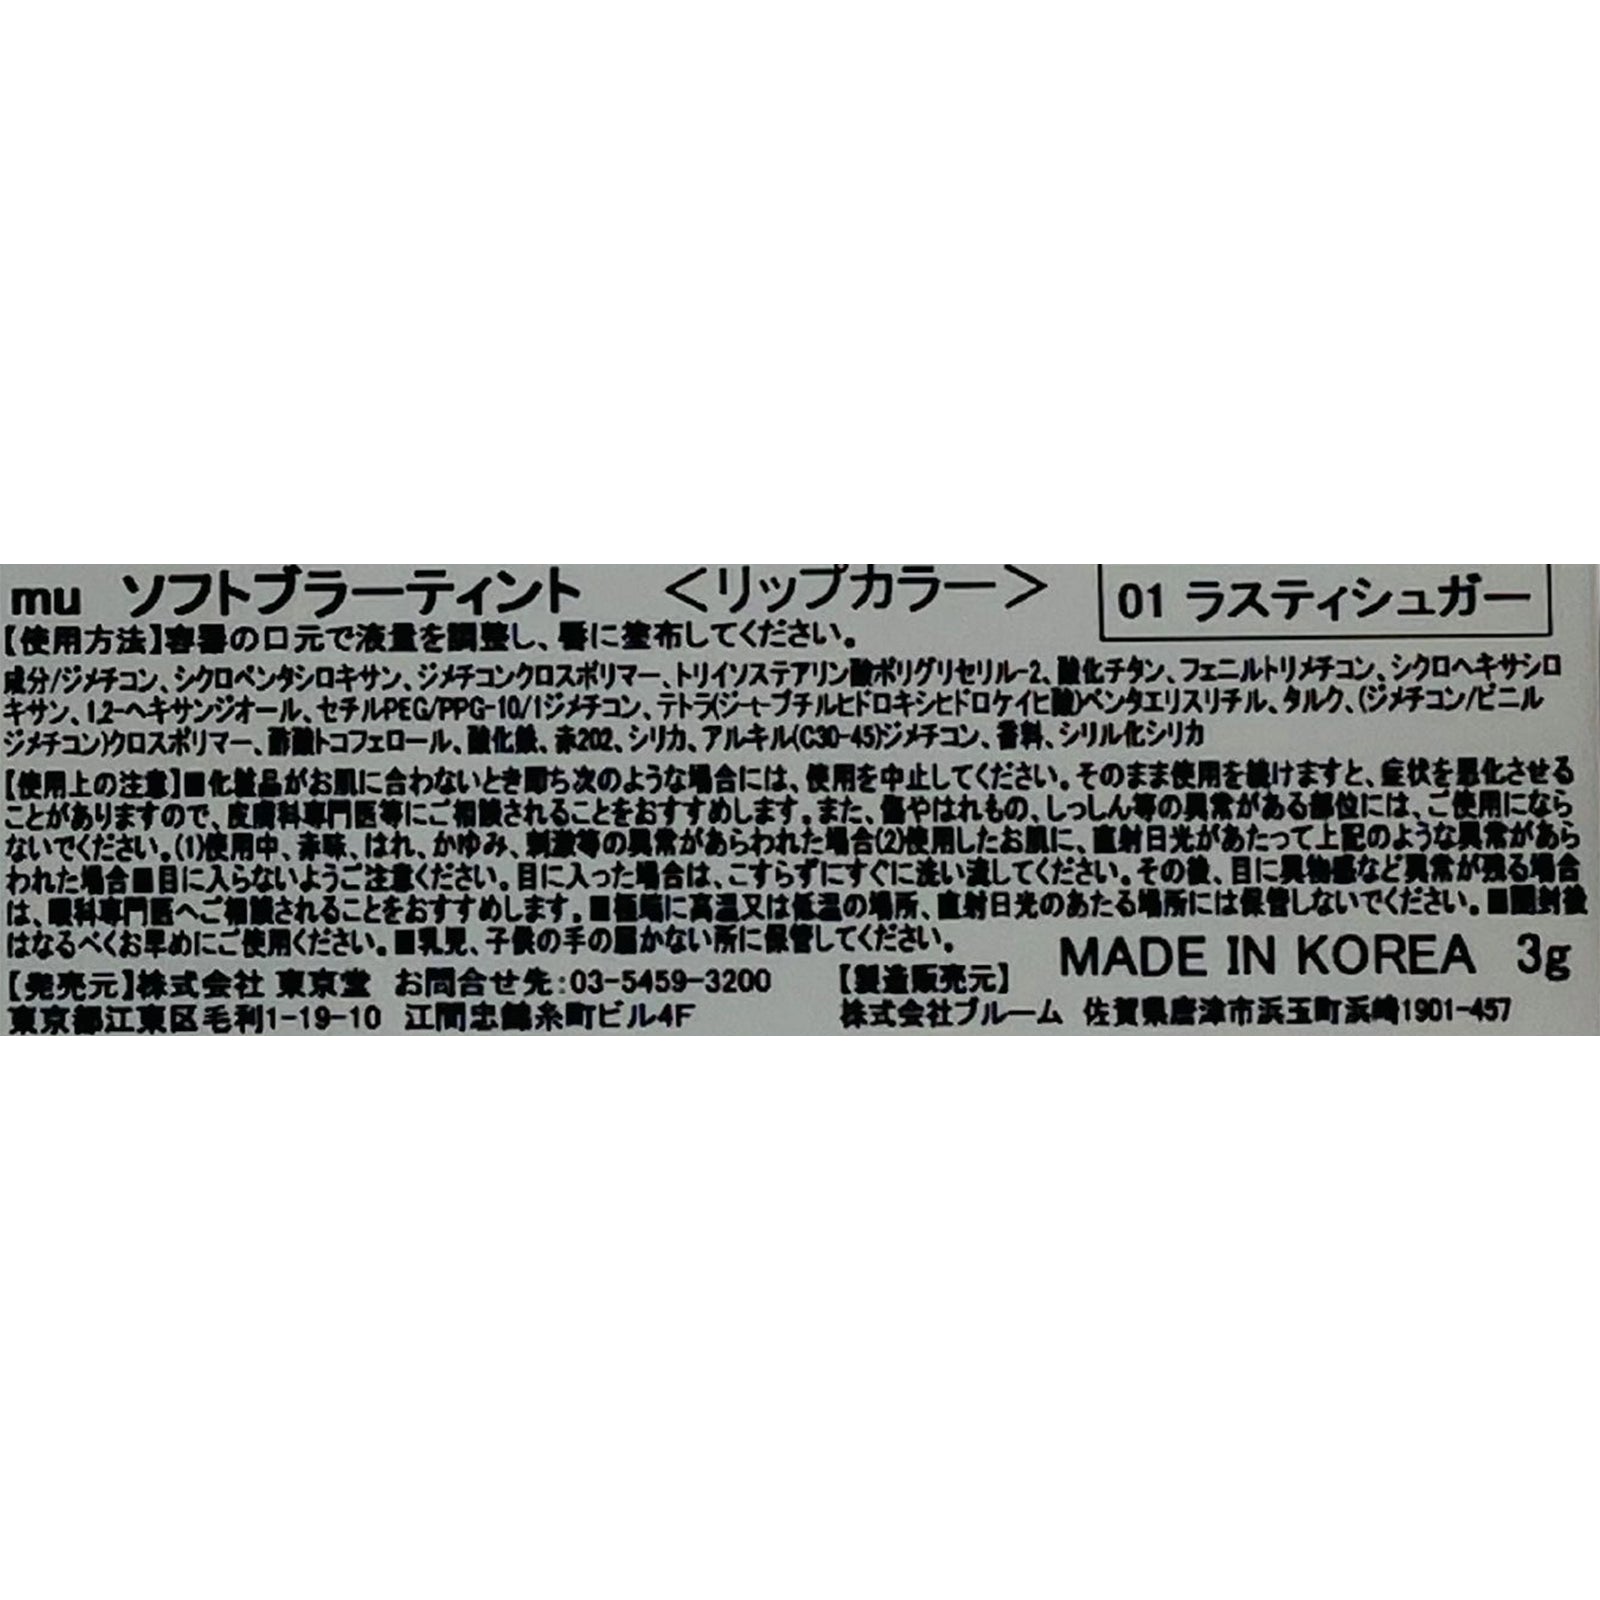 mu ソフトブラーティント <リップカラー> 01 ラスティシュガー
【使用方法】容器の口元で液量を調整し、唇に塗布してください。
成分/ジメチコン、シクロペンタシロキサン、ジメチコンクロスポリマー、トリイソステアリン酸ポリグリセリル-2、酸化チタン、フェニルトリメチコン、シクロヘキサシロ
キサン、1,2-ヘキサンジオール、セチルPEG/PPG-10/1ジメチコン、テトラ(ジ-t-ブチルヒドロキシヒドロケイヒ酸)ペンタエリスリチル、タルク、(ジメチコン/ビニル
ジメチコン)クロスポリマー、酢酸トコフェロール、酸化鉄、赤202、シリカ、アルキル(C30-45)ジメチコン、香料、シリル化シリカ
【使用上の注意】■化粧品がお肌に合わないとき即ち次のような場合には、使用を中止してください。そのまま使用を続けますと、症状を悪化させる
ことがありますので、皮膚科専門医等にご相談されることをおすすめします。また、傷やはれもの、しっしん等の異常がある部位には、ご使用になら
ないでください。(1)使用中、赤味、はれ、かゆみ、刺激等の異常があらわれた場合(2)使用したお肌に、直射日光があたって上記のような異常があら
われた場合■目に入らないようご注意ください。目に入った場合は、こすらずにすぐに洗い流してください。その後、目に異物感など異常が残る場合
は、眼科専門医へご相談されることをおすすめします。■極端に高温又は低温の場所、直射日光のあたる場所には保管しないでください。■開封後
はなるべくお早めにご使用ください。■乳児、子供の手の届かない所に保管してください。 MADE IN KOREA 3g
【発売元】株式会社 東京堂 お問合せ先:03-5459-3200 【製造販売元】
東京都江東区毛利1-19-10 江間忠錦糸町ビル4F 株式会社ブルーム 佐賀県唐津市浜玉町浜崎1901-457